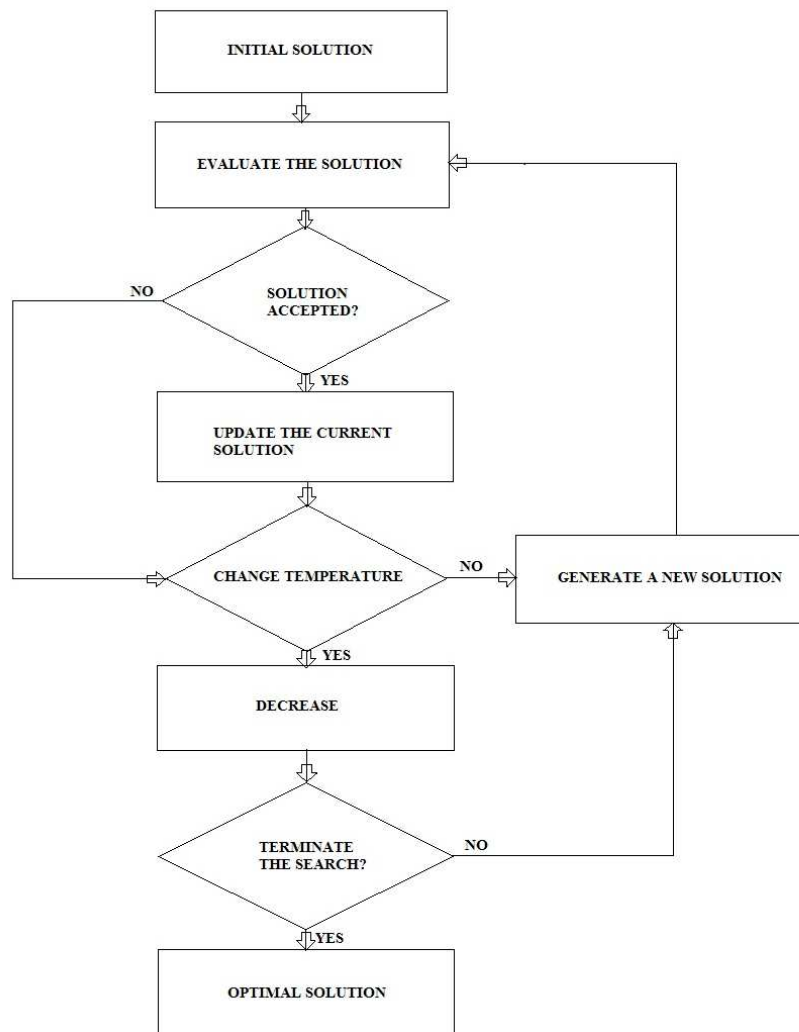 INITIAL SOLUTION
EVALUATE THE SOLUTION
NO
SOLUTION
ACCEPTED?
YES
UPDATE THE CURRENT
SOLUTION
CHANGE TEMPERATURE
NO
GENERATE A NEW SOLUTION
YES
DECREASE
TERMINATE
THE SEARCH?
NO
YES
OPTIMAL SOLUTION